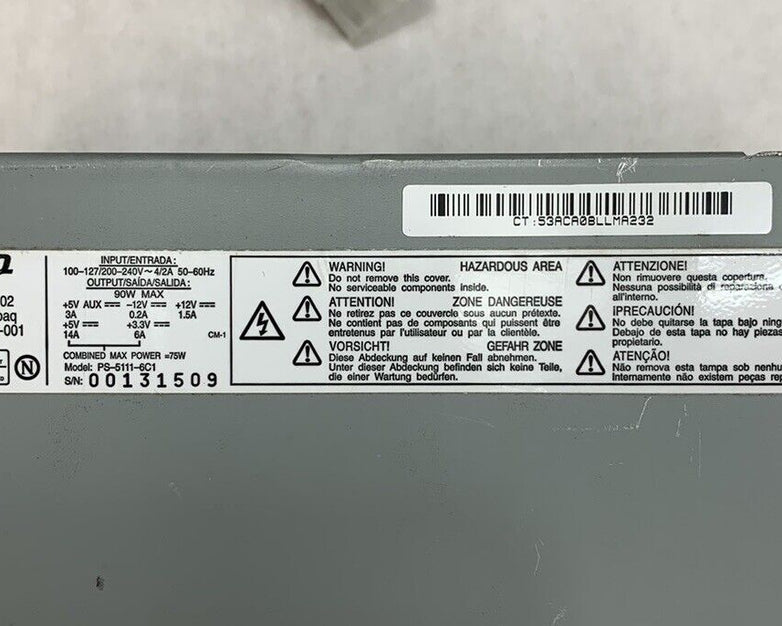 CT:53ACA0BLLMA232
02
paq
-001
N
INPUT/ENTRADA:
100-127/200-240V~4/2A 50-60Hz
OUTPUT/SAÍDA/SALIDA:
90W MAX
+5V AUX -12V +12V
3A 0.2A 1.5A
+5V +3.3V
14A 6A CM-1
COMBINED MAX POWER =75W
Model: PS-5111-6C1
S/N: 00131509
WARNING! HAZARDOUS AREA
Do not remove this cover.
No serviceable components inside.
ATTENTION! ZONE DANGEREUSE
Ne retirez pas ce couvercle sous aucun prétexte.
Ne contient pas de composants qui puissent être
entretenus par l'utilisateur ou par la clientèle.
VORSICHT! GEFAHR ZONE
Diese Abdeckung auf keinen Fall abnehmen.
Unter dieser Abdeckung befinden sich keine Teile,
die einer Wartung bedürfen.
ATTENZIONE!
Non rimuovere questa copertura.
Nessuna possibilità di reparazione
all'interno.
¡PRECAUCIÓN!
No debe quitarse la tapa bajo
Debajo de esta tapa no hay piezas
propietario.
ATENÇÃO!
Não remova esta tampa sob
Internamente não existem peças